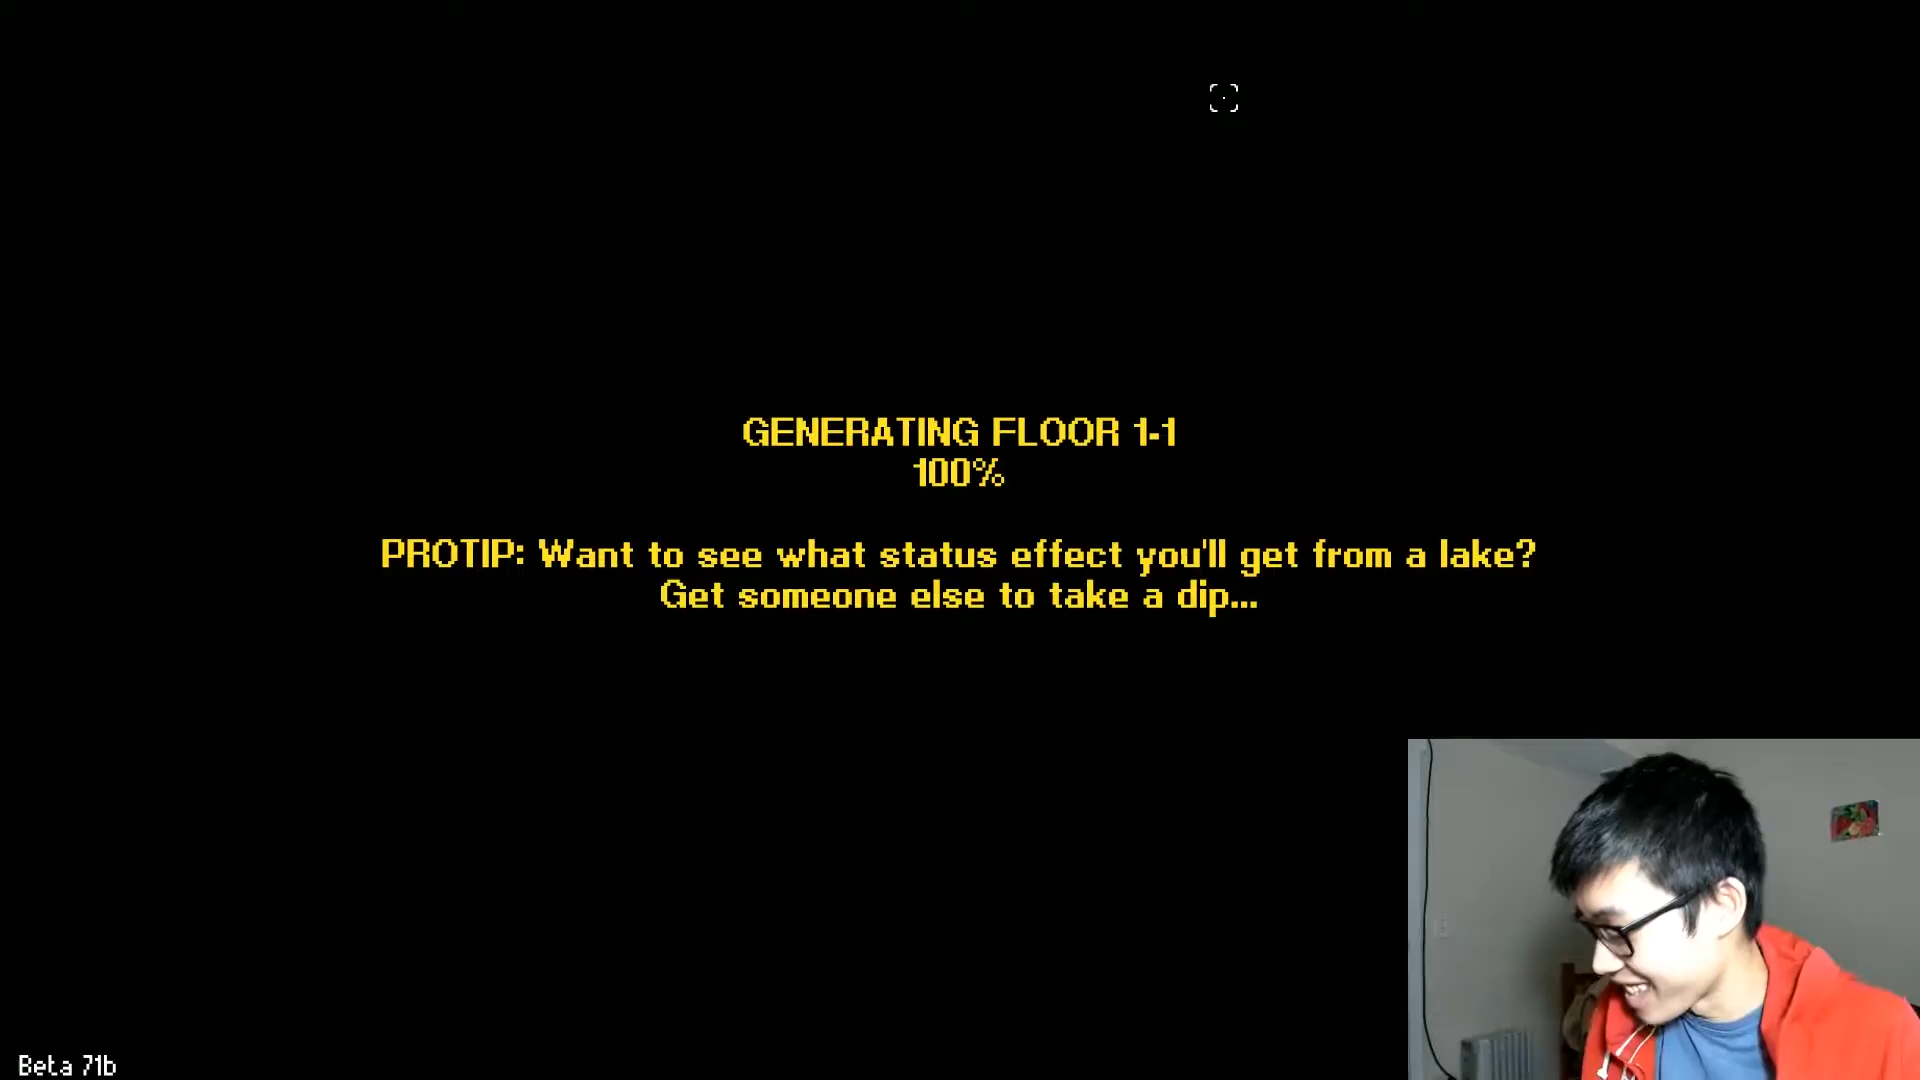 GENERATING FLOOR 1-1
100%
PROTIP: Want to see what status effect you'll get from a lake?
Get someone else to take a dip...
Beta 71b